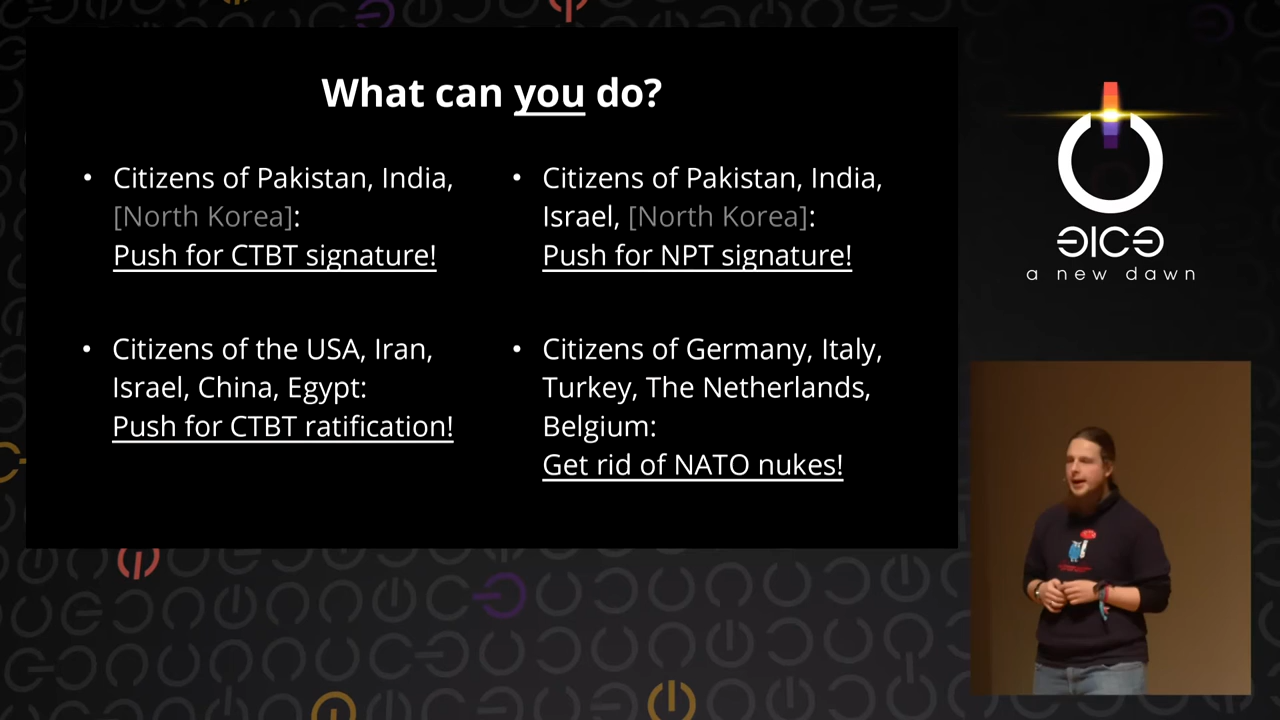 What can you do?
• Citizens of Pakistan, India,
[North Korea]:
Push for CTBT signature!
• Citizens of the USA, Iran,
Israel, China, Egypt:
Push for CTBT ratification!
• Citizens of Pakistan, India,
Israel, [North Korea]:
Push for NPT signature!
• Citizens of Germany, Italy,
Turkey, The Netherlands,
Belgium:
Get rid of NATO nukes!
a new dawn